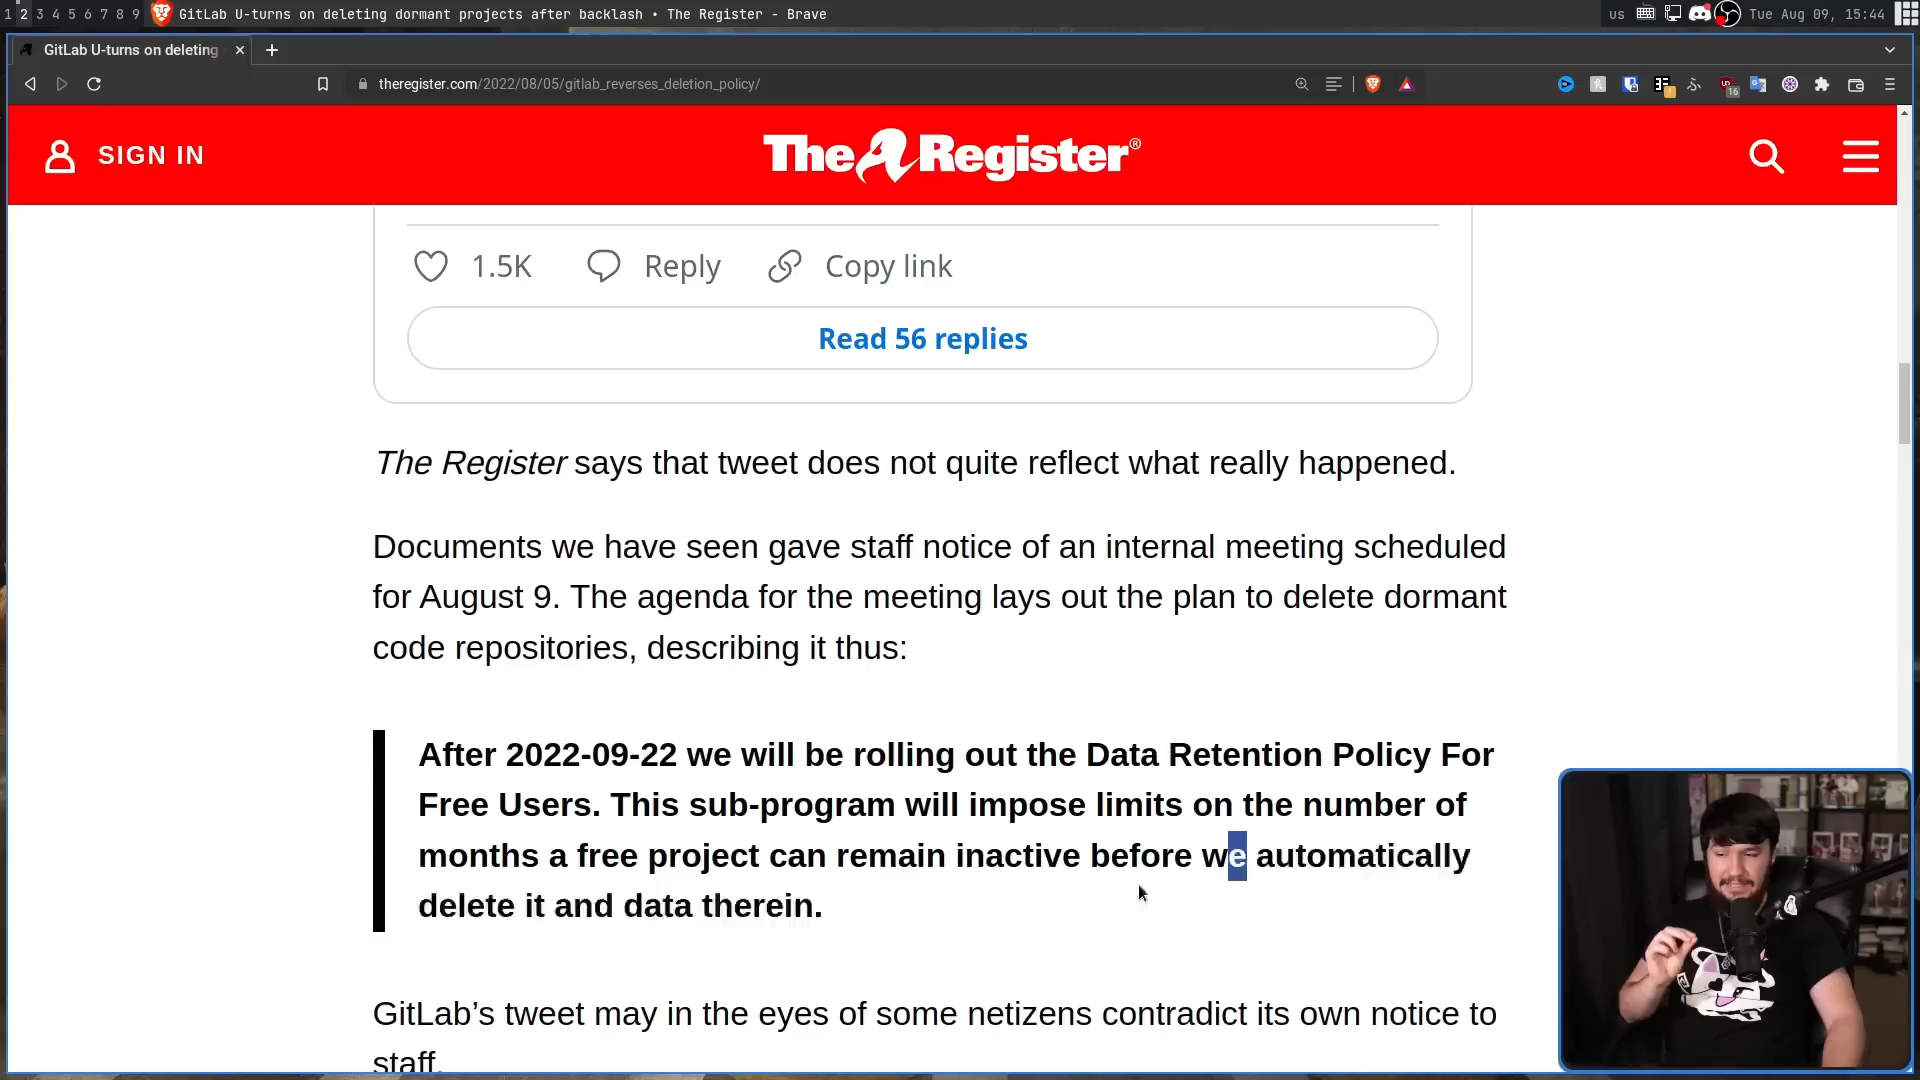 1 2 3 4 5 6 7 8 9 GitLab U-turns on deleting dormant projects after backlash • The Register - Brave us Tue Aug 09, 15:44
GitLab U-turns on deleting
theregister.com/2022/08/05/gitlab_reverses_deletion_policy/
16
SIGN IN
The Register®
1.5K Reply Copy link
Read 56 replies
The Register says that tweet does not quite reflect what really happened.
Documents we have seen gave staff notice of an internal meeting scheduled
for August 9. The agenda for the meeting lays out the plan to delete dormant
code repositories, describing it thus:
After 2022-09-22 we will be rolling out the Data Retention Policy For
Free Users. This sub-program will impose limits on the number of
months a free project can remain inactive before we automatically
delete it and data therein.
GitLab’s tweet may in the eyes of some netizens contradict its own notice to
staff.